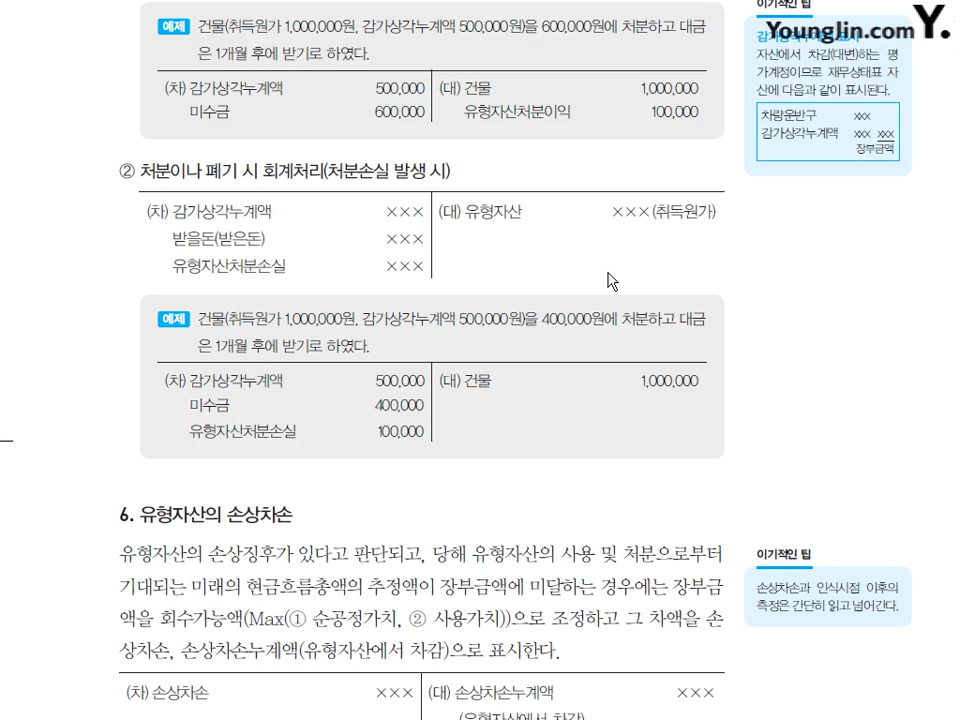 예제 건물(취득원가 1,000,000원, 감가상각누계액 500,000원)을 600,000원에 처분하고 대금
은 1개월 후에 받기로 하였다.
(차) 감가상각누계액 500,000 (대) 건물 1,000,000
미수금 600,000 유형자산처분이익 100,000
② 처분이나 폐기 시 회계처리(처분손실 발생 시)
(차) 감가상각누계액 ××× (대) 유형자산 ×××(취득원가)
받을돈(받은돈) ×××
유형자산처분손실 ×××
예제 건물(취득원가 1,000,000원, 감가상각누계액 500,000원)을 400,000원에 처분하고 대금
은 1개월 후에 받기로 하였다.
(차) 감가상각누계액 500,000 (대) 건물 1,000,000
미수금 400,000
유형자산처분손실 100,000
6. 유형자산의 손상차손
유형자산의 손상징후가 있다고 판단되고, 당해 유형자산의 사용 및 처분으로부터
기대되는 미래의 현금흐름총액의 추정액이 장부금액에 미달하는 경우에는 장부금
액을 회수가능액(Max(① 순공정가치, ② 사용가치))으로 조정하고 그 차액을 손
상차손, 손상차손누계액(유형자산에서 차감)으로 표시한다.
(차) 손상차손 ××× (대) 손상차손누계액 ×××
(유형자산에서 차감)
이기적인 팁
Younglin.com Y.
자산에서 차감(대변)하는 평
가계정이므로 재무상태표 자
산에 다음과 같이 표시된다.
차량운반구 xxx
감가상각누계액 xxx xxx
장부금액
이기적인 팁
손상차손과 인식시점 이후의
측정은 간단히 읽고 넘어간다.